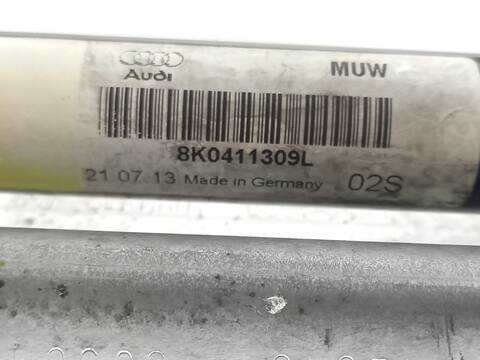 Audi
MUW
8K0411309L
21 07 13 Made in Germany 02S